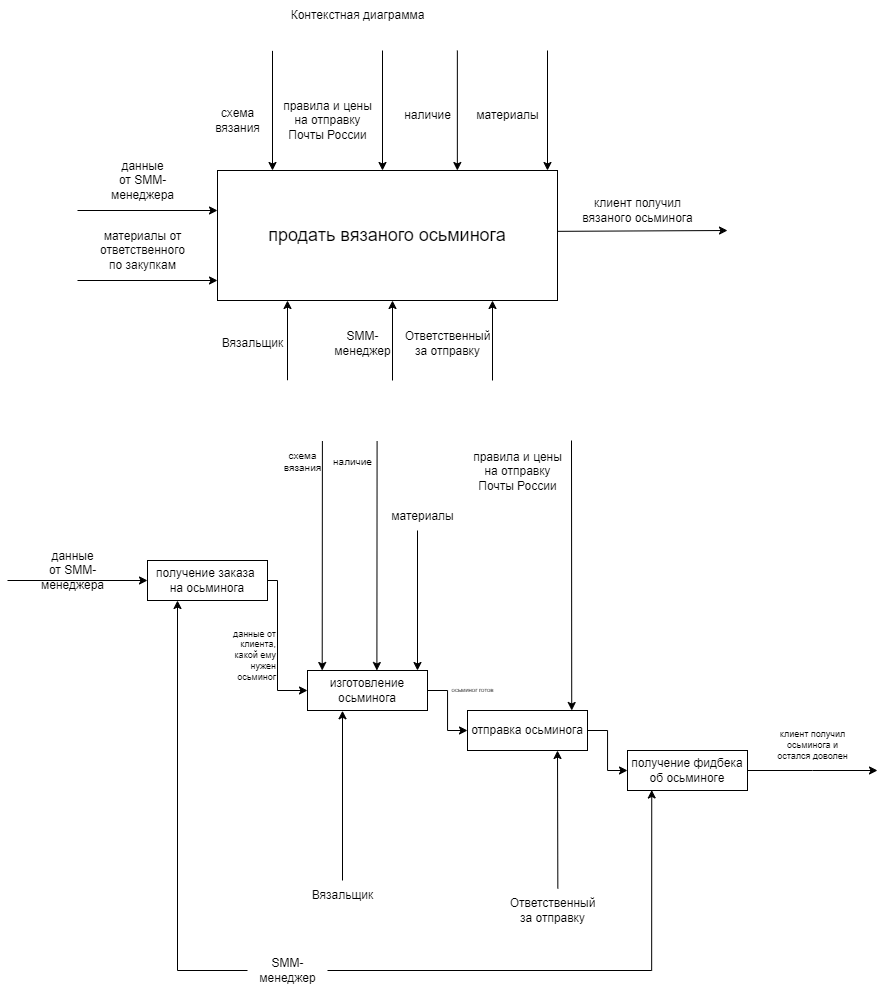 Контекстная диаграмма
схема
вязания
правила и цены
на отправку
Почты России
наличие
материалы
данные
от SMM-
менеджера
материалы от
ответственного
по закупкам
продать вязаного осьминога
клиент получил
вязаного осьминога
Вязальщик
SMM-
менеджер
Ответственный
за отправку
схема
вязания
наличие
правила и цены
на отправку
Почты России
материалы
данные
от SMM-
менеджера
получение заказа
на осьминога
данные от
клиента,
какой ему
нужен
осьминог
изготовление
осьминога
осьминог готов
отправка осьминога
получение фидбека
об осьминоге
клиент получил
осьминога и
остался доволен
Вязальщик
Ответственный
за отправку
SMM-
менеджер